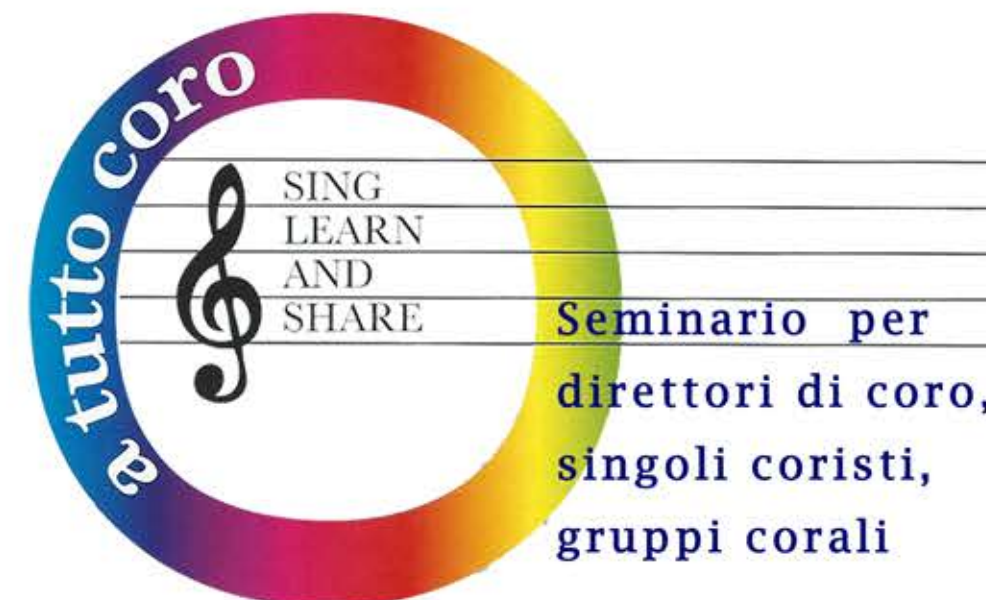 a tutto coro
SING
LEARN
AND
SHARE
Seminario per
direttori di coro,
singoli coristi,
gruppi corali